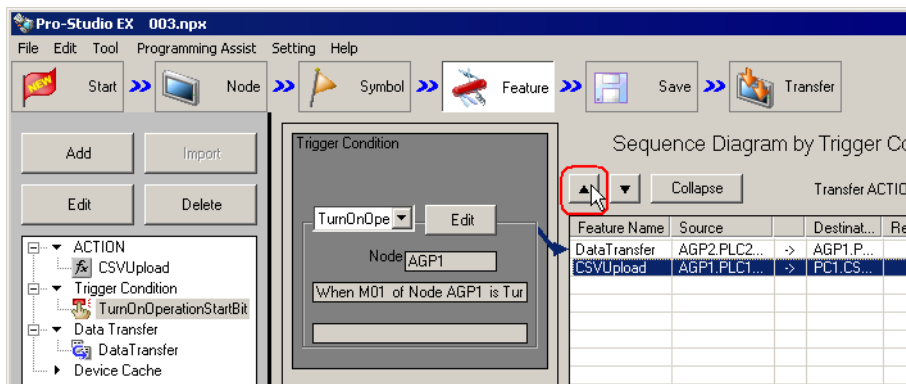 Pro-Studio EX 003.npx
File Edit Tool Programming Assist Setting Help
NEW Start Node Symbol Feature Save Transfer
Add Import
Edit Delete
ACTION
fx CSVUpload
Trigger Condition
TurnOnOperationStartBit
Data Transfer
DataTransfer
Device Cache
Trigger Condition
TurnOnOpe Edit
Node AGP1
When M01 of Node AGP1 is Tur
Sequence Diagram by Trigger Co
Collapse Transfer ACTIO
Feature Name Source Destinat... Re
DataTransfer AGP2.PLC2... -> AGP1.P...
CSVUpload AGP1.PLC1... -> PC1.CS...